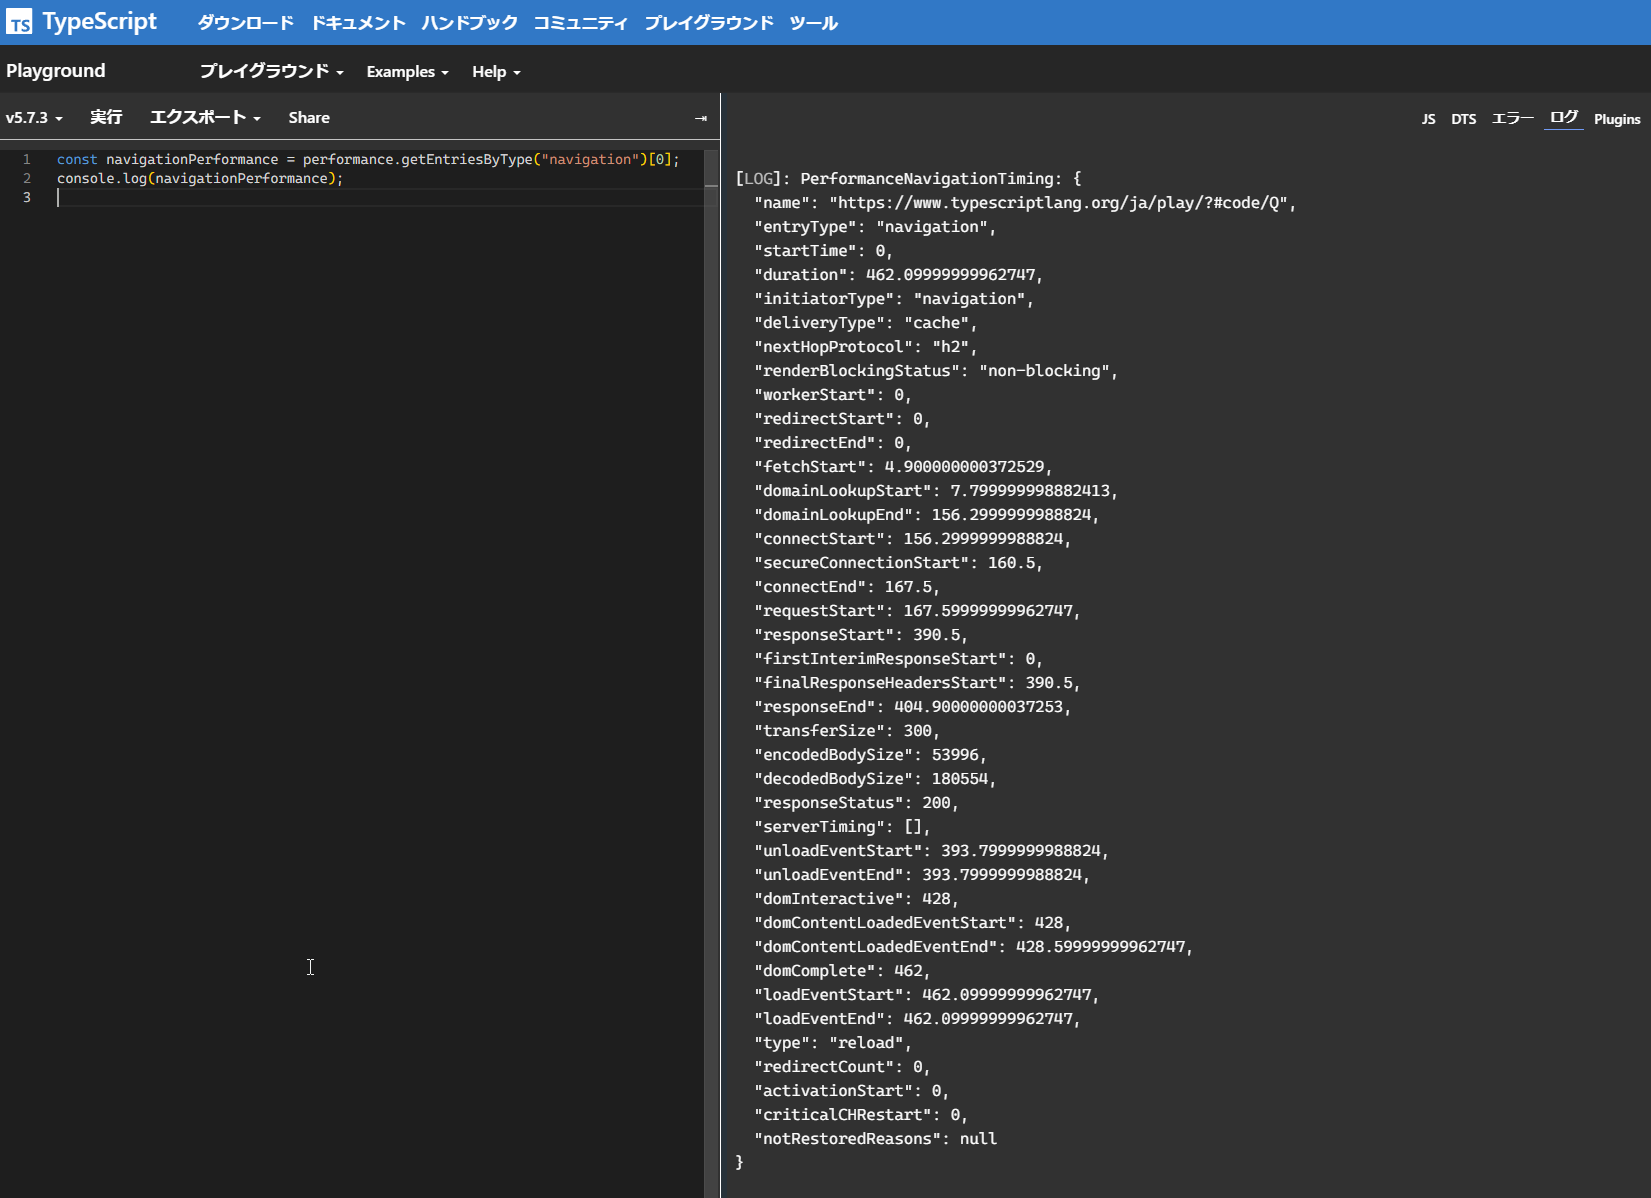 TS TypeScript ダウンロード ドキュメント ハンドブック コミュニティ プレイグラウンド ツール
Playground プレイグラウンド Examples Help
v5.7.3 実行 エクスポート Share
JS DTS エラー ログ Plugins
1 const navigationPerformance = performance.getEntriesByType("navigation")[0];
2 console.log(navigationPerformance);
3
[LOG]: PerformanceNavigationTiming: {
"name": "https://www.typescriptlang.org/ja/play/?#code/Q",
"entryType": "navigation",
"startTime": 0,
"duration": 462.09999999962747,
"initiatorType": "navigation",
"deliveryType": "cache",
"nextHopProtocol": "h2",
"renderBlockingStatus": "non-blocking",
"workerStart": 0,
"redirectStart": 0,
"redirectEnd": 0,
"fetchStart": 4.900000000372529,
"domainLookupStart": 7.799999998882413,
"domainLookupEnd": 156.2999999988824,
"connectStart": 156.2999999988824,
"secureConnectionStart": 160.5,
"connectEnd": 167.5,
"requestStart": 167.59999999962747,
"responseStart": 390.5,
"firstInterimResponseStart": 0,
"finalResponseHeadersStart": 390.5,
"responseEnd": 404.90000000037253,
"transferSize": 300,
"encodedBodySize": 53996,
"decodedBodySize": 180554,
"responseStatus": 200,
"serverTiming": [],
"unloadEventStart": 393.7999999988824,
"unloadEventEnd": 393.7999999988824,
"domInteractive": 428,
"domContentLoadedEventStart": 428,
"domContentLoadedEventEnd": 428.59999999962747,
"domComplete": 462,
"loadEventStart": 462.09999999962747,
"loadEventEnd": 462.09999999962747,
"type": "reload",
"redirectCount": 0,
"activationStart": 0,
"criticalCHRestart": 0,
"notRestoredReasons": null
}